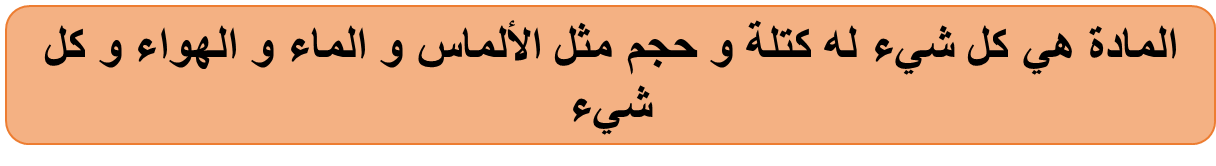 المادة هي كل شيء له كتلة و حجم مثل الألماس و الماء و الهواء و كل
شيء